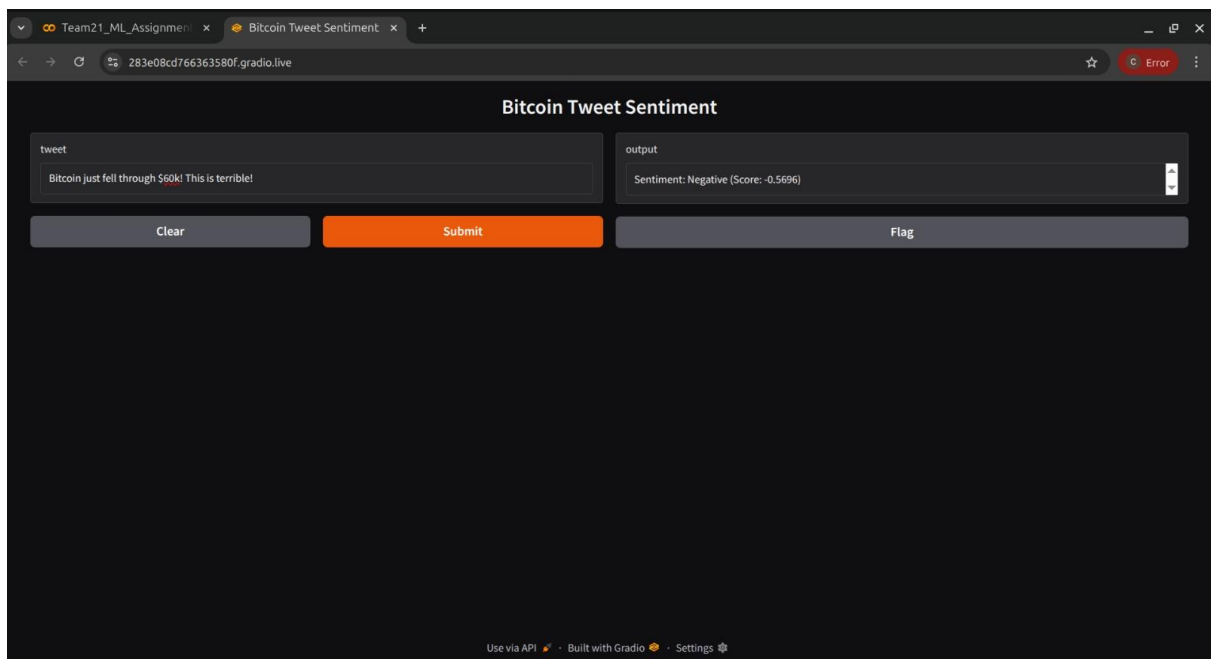 Team21_ML_Assignmen
Bitcoin Tweet Sentiment
283e08cd766363580f.gradio.live
C Error
Bitcoin Tweet Sentiment
tweet
output
Bitcoin just fell through $60k! This is terrible!
Sentiment: Negative (Score: -0.5696)
Clear
Submit
Flag
Use via API · Built with Gradio · Settings